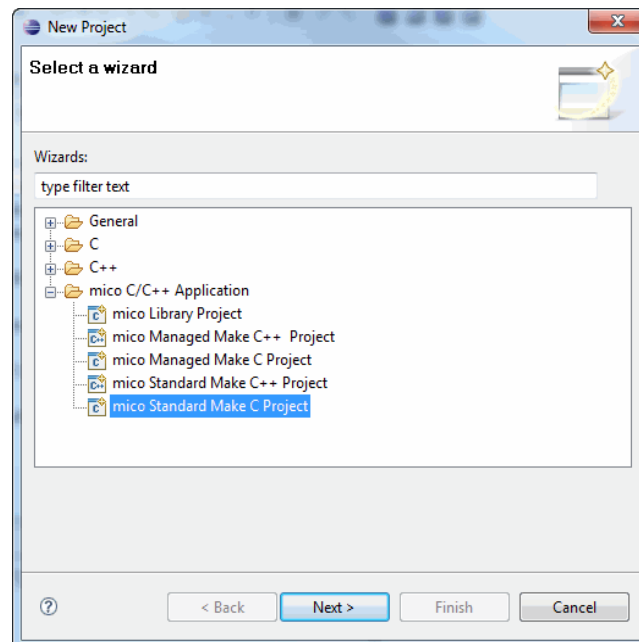 New Project
Select a wizard
Wizards:
type filter text
General
C
C++
mico C/C++ Application
mico Library Project
mico Managed Make C++ Project
mico Managed Make C Project
mico Standard Make C++ Project
mico Standard Make C Project
? < Back Next > Finish Cancel